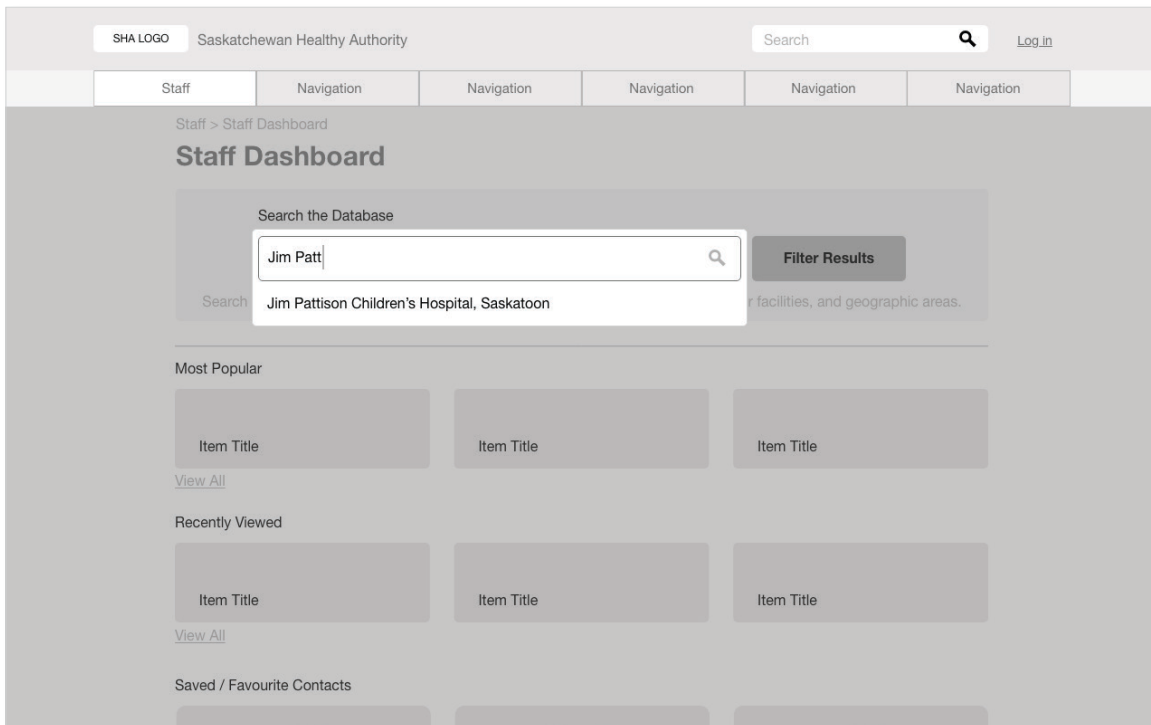 SHA LOGO Saskatchewan Healthy Authority Search Log in
Staff Navigation Navigation Navigation Navigation Navigation
Staff > Staff Dashboard
Staff Dashboard
Search the Database
Jim Patt Filter Results
Search facilities, and geographic areas.
Jim Pattison Children's Hospital, Saskatoon
Most Popular
Item Title Item Title Item Title
View All
Recently Viewed
Item Title Item Title Item Title
View All
Saved / Favourite Contacts